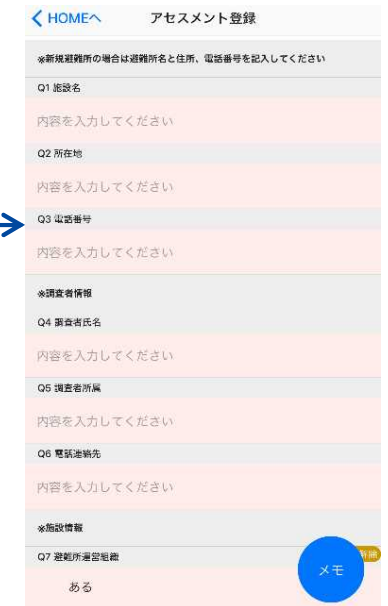 HOMEへ
アセスメント登録
※新規避難所の場合は避難所名と住所、電話番号を記入してください
Q1 施設名
内容を入力してください
Q2 所在地
内容を入力してください
Q3 電話番号
内容を入力してください
※調査者情報
Q4 調査者氏名
内容を入力してください
Q5 調査者所属
内容を入力してください
Q6 電話連絡先
内容を入力してください
※施設情報
Q7 避難所運営組織
ある
メモ